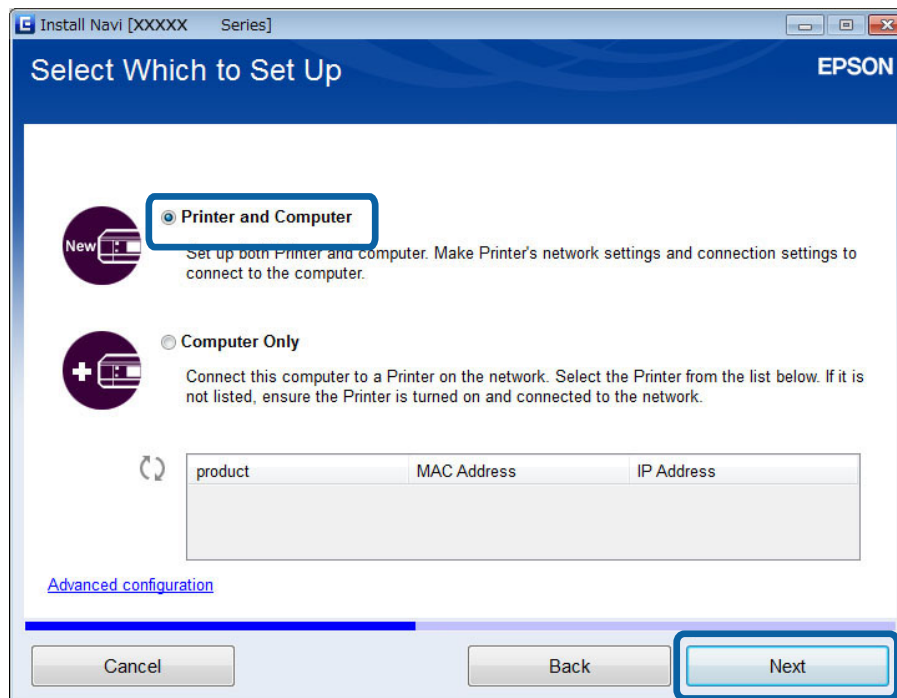 Install Navi [XXXXX Series]
Select Which to Set Up
EPSON
New
Printer and Computer
Set up both Printer and computer. Make Printer's network settings and connection settings to
connect to the computer.
Computer Only
Connect this computer to a Printer on the network. Select the Printer from the list below. If it is
not listed, ensure the Printer is turned on and connected to the network.
product MAC Address IP Address
Advanced configuration
Cancel Back Next